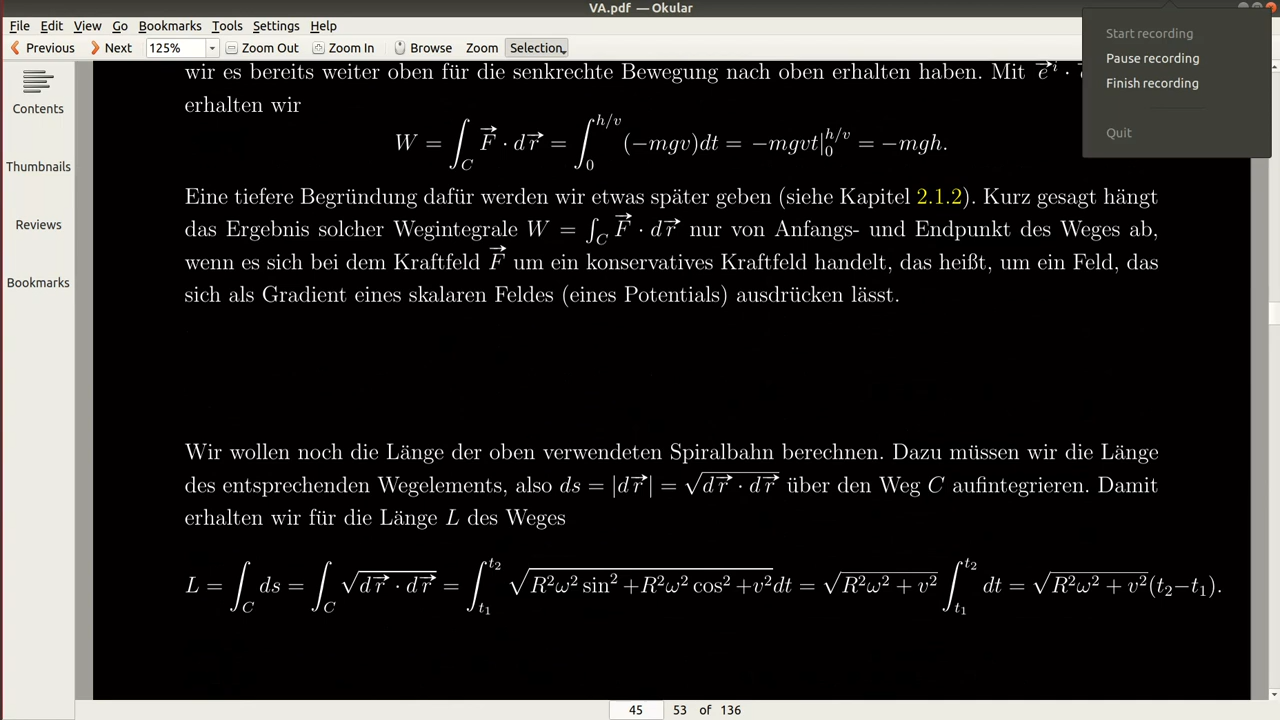 VA.pdf — Okular
File Edit View Go Bookmarks Tools Settings Help
Previous Next 125% Zoom Out Zoom In Browse Zoom Selection
Start recording
Pause recording
Finish recording
Quit
Contents
Thumbnails
Reviews
Bookmarks
wir es bereits weiter oben für die senkrechte Bewegung nach oben erhalten haben. Mit e⃗^i ·
erhalten wir
W = ∫_C F⃗ · dr⃗ = ∫_0^{h/v} (−mgv)dt = −mgvt|_0^{h/v} = −mgh.
Eine tiefere Begründung dafür werden wir etwas später geben (siehe Kapitel 2.1.2). Kurz gesagt hängt
das Ergebnis solcher Wegintegrale W = ∫_C F⃗ · dr⃗ nur von Anfangs- und Endpunkt des Weges ab,
wenn es sich bei dem Kraftfeld F⃗ um ein konservatives Kraftfeld handelt, das heißt, um ein Feld, das
sich als Gradient eines skalaren Feldes (eines Potentials) ausdrücken lässt.
Wir wollen noch die Länge der oben verwendeten Spiralbahn berechnen. Dazu müssen wir die Länge
des entsprechenden Wegelements, also ds = |dr⃗| = √(dr⃗ · dr⃗) über den Weg C aufintegrieren. Damit
erhalten wir für die Länge L des Weges
L = ∫_C ds = ∫_C √(dr⃗ · dr⃗) = ∫_{t₁}^{t₂} √(R²ω² sin² +R²ω² cos² +v²)dt = √(R²ω² + v²) ∫_{t₁}^{t₂} dt = √(R²ω² + v²)(t₂−t₁).
45 53 of 136